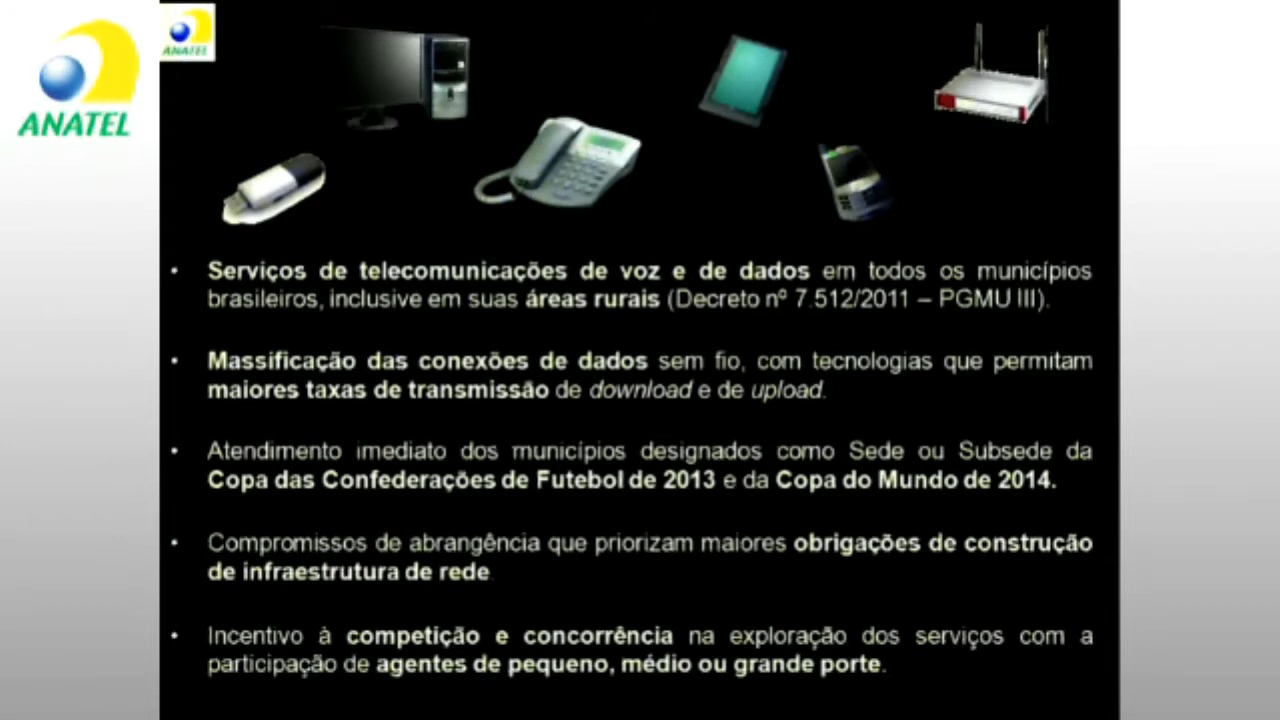 ANATEL
ANATEL
• Serviços de telecomunicações de voz e de dados em todos os municípios
brasileiros, inclusive em suas áreas rurais (Decreto nº 7.512/2011 – PGMU III).
• Massificação das conexões de dados sem fio, com tecnologias que permitam
maiores taxas de transmissão de download e de upload.
• Atendimento imediato dos municípios designados como Sede ou Subsede da
Copa das Confederações de Futebol de 2013 e da Copa do Mundo de 2014.
• Compromissos de abrangência que priorizam maiores obrigações de construção
de infraestrutura de rede.
• Incentivo à competição e concorrência na exploração dos serviços com a
participação de agentes de pequeno, médio ou grande porte.